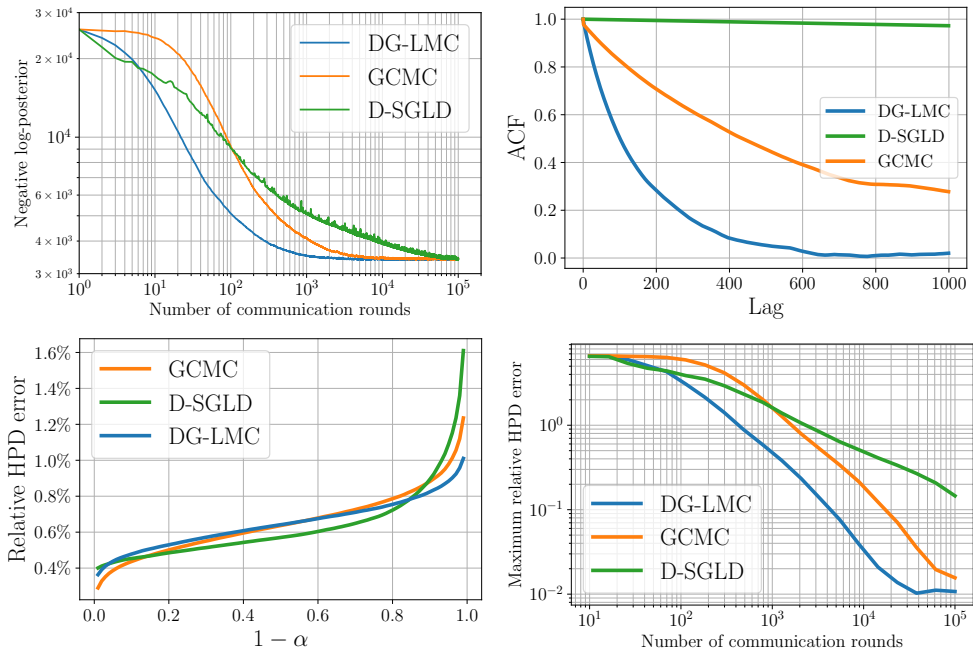 3 × 10⁴
2 × 10⁴
10⁴
6 × 10³
4 × 10³
3 × 10³
Negative log-posterior
DG-LMC
GCMC
D-SGLD
10⁰ 10¹ 10² 10³ 10⁴ 10⁵
Number of communication rounds
1.0
0.8
0.6
0.4
0.2
0.0
ACF
DG-LMC
D-SGLD
GCMC
0 200 400 600 800 1000
Lag
1.6%
1.4%
1.2%
1.0%
0.8%
0.6%
0.4%
Relative HPD error
GCMC
D-SGLD
DG-LMC
0.0 0.2 0.4 0.6 0.8 1.0
1 − α
10⁰
10⁻¹
10⁻²
Maximum relative HPD error
DG-LMC
GCMC
D-SGLD
10¹ 10² 10³ 10⁴ 10⁵
Number of communication rounds